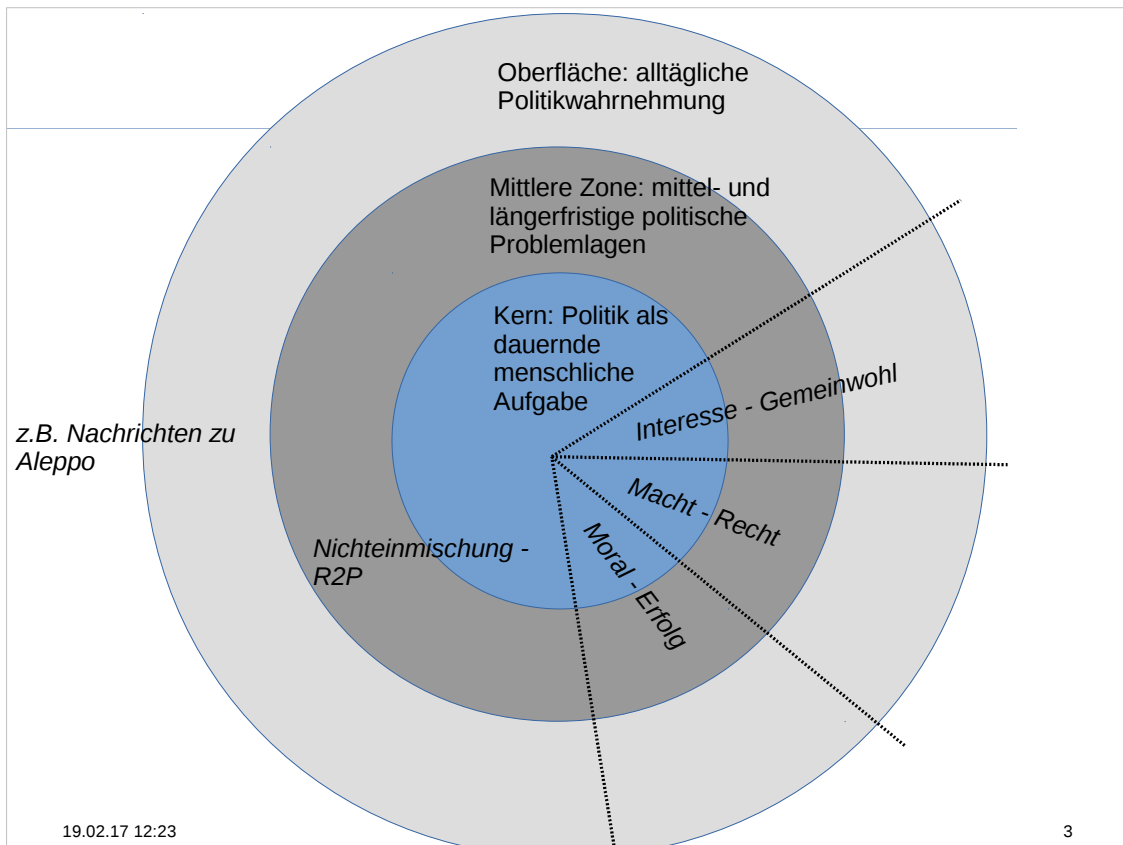 Oberfläche: alltägliche
Politikwahrnehmung
Mittlere Zone: mittel- und
längerfristige politische
Problemlagen
Kern: Politik als
dauernde
menschliche
Aufgabe
Interesse - Gemeinwohl
z.B. Nachrichten zu
Aleppo
Macht - Recht
Moral - Erfolg
Nichteinmischung -
R2P
19.02.17 12:23
3